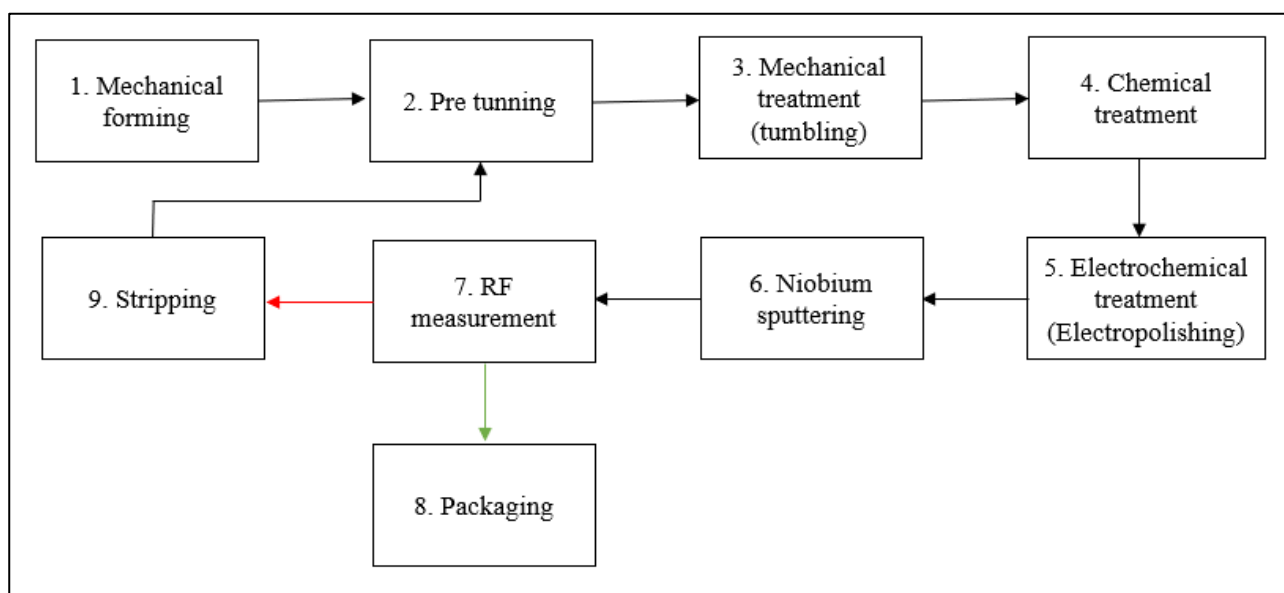 1. Mechanical
forming
2. Pre tunning
3. Mechanical
treatment
(tumbling)
4. Chemical
treatment
9. Stripping
7. RF
measurement
6. Niobium
sputtering
5. Electrochemical
treatment
(Electropolishing)
8. Packaging